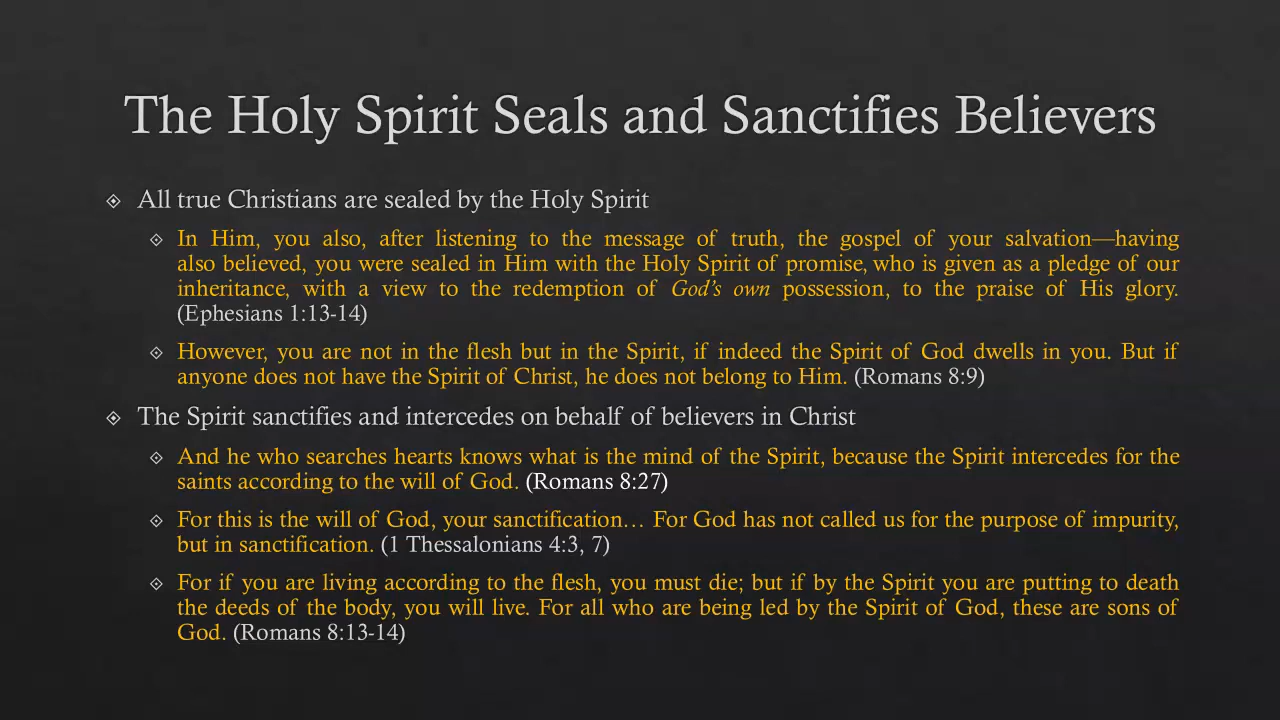 The Holy Spirit Seals and Sanctifies Believers
All true Christians are sealed by the Holy Spirit
In Him, you also, after listening to the message of truth, the gospel of your salvation—having
also believed, you were sealed in Him with the Holy Spirit of promise, who is given as a pledge of our
inheritance, with a view to the redemption of God's own possession, to the praise of His glory.
(Ephesians 1:13-14)
However, you are not in the flesh but in the Spirit, if indeed the Spirit of God dwells in you. But if
anyone does not have the Spirit of Christ, he does not belong to Him. (Romans 8:9)
The Spirit sanctifies and intercedes on behalf of believers in Christ
And he who searches hearts knows what is the mind of the Spirit, because the Spirit intercedes for the
saints according to the will of God. (Romans 8:27)
For this is the will of God, your sanctification… For God has not called us for the purpose of impurity,
but in sanctification. (1 Thessalonians 4:3, 7)
For if you are living according to the flesh, you must die; but if by the Spirit you are putting to death
the deeds of the body, you will live. For all who are being led by the Spirit of God, these are sons of
God. (Romans 8:13-14)